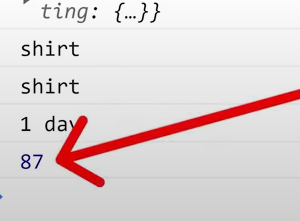 ting: {…}}
shirt
shirt
1 day
87